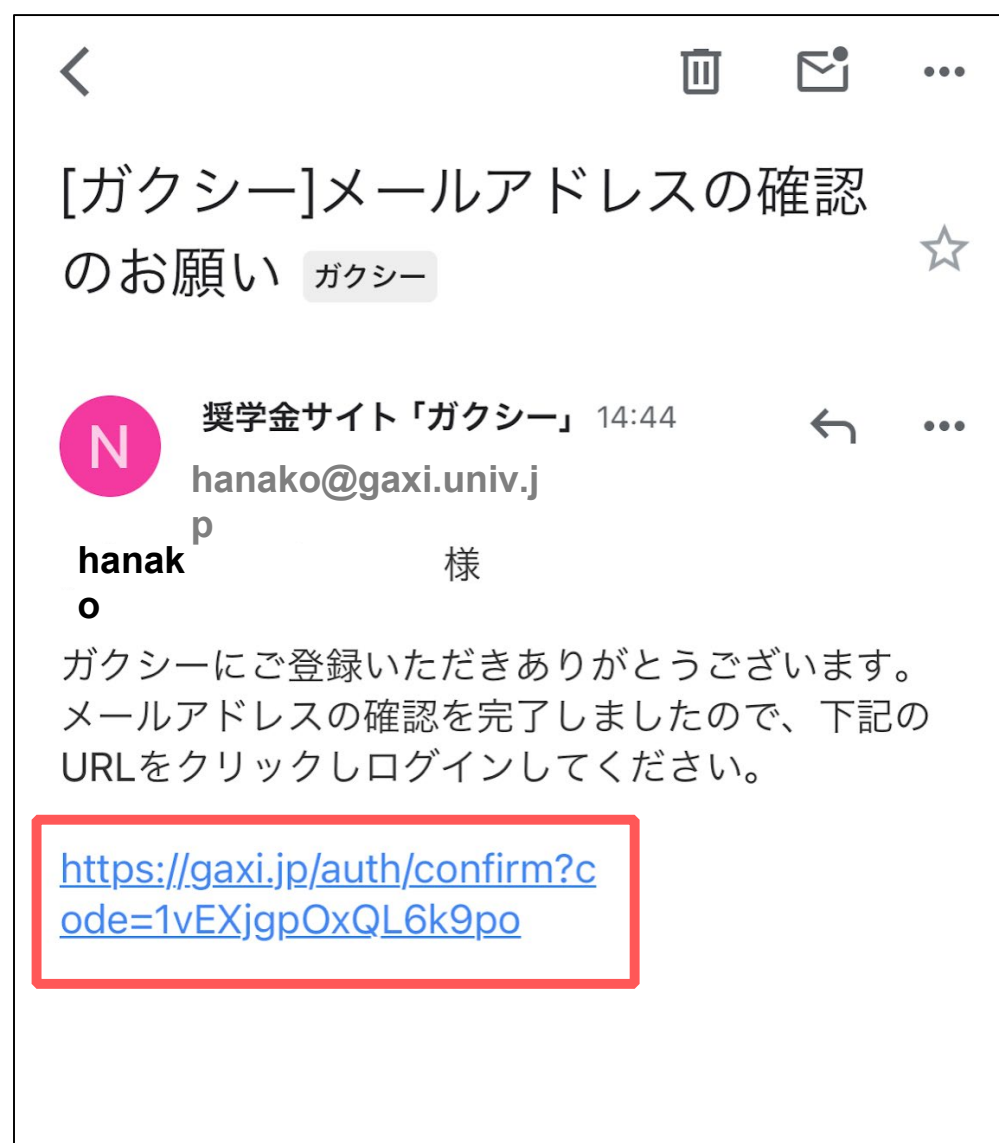 [ガクシー]メールアドレスの確認
のお願い ガクシー
N
奨学金サイト「ガクシー」 14:44
hanako@gaxi.univ.j
p
hanak 様
o
ガクシーにご登録いただきありがとうございます。
メールアドレスの確認を完了しましたので、下記の
URLをクリックしログインしてください。
https://gaxi.jp/auth/confirm?c
ode=1vEXjgpOxQL6k9po